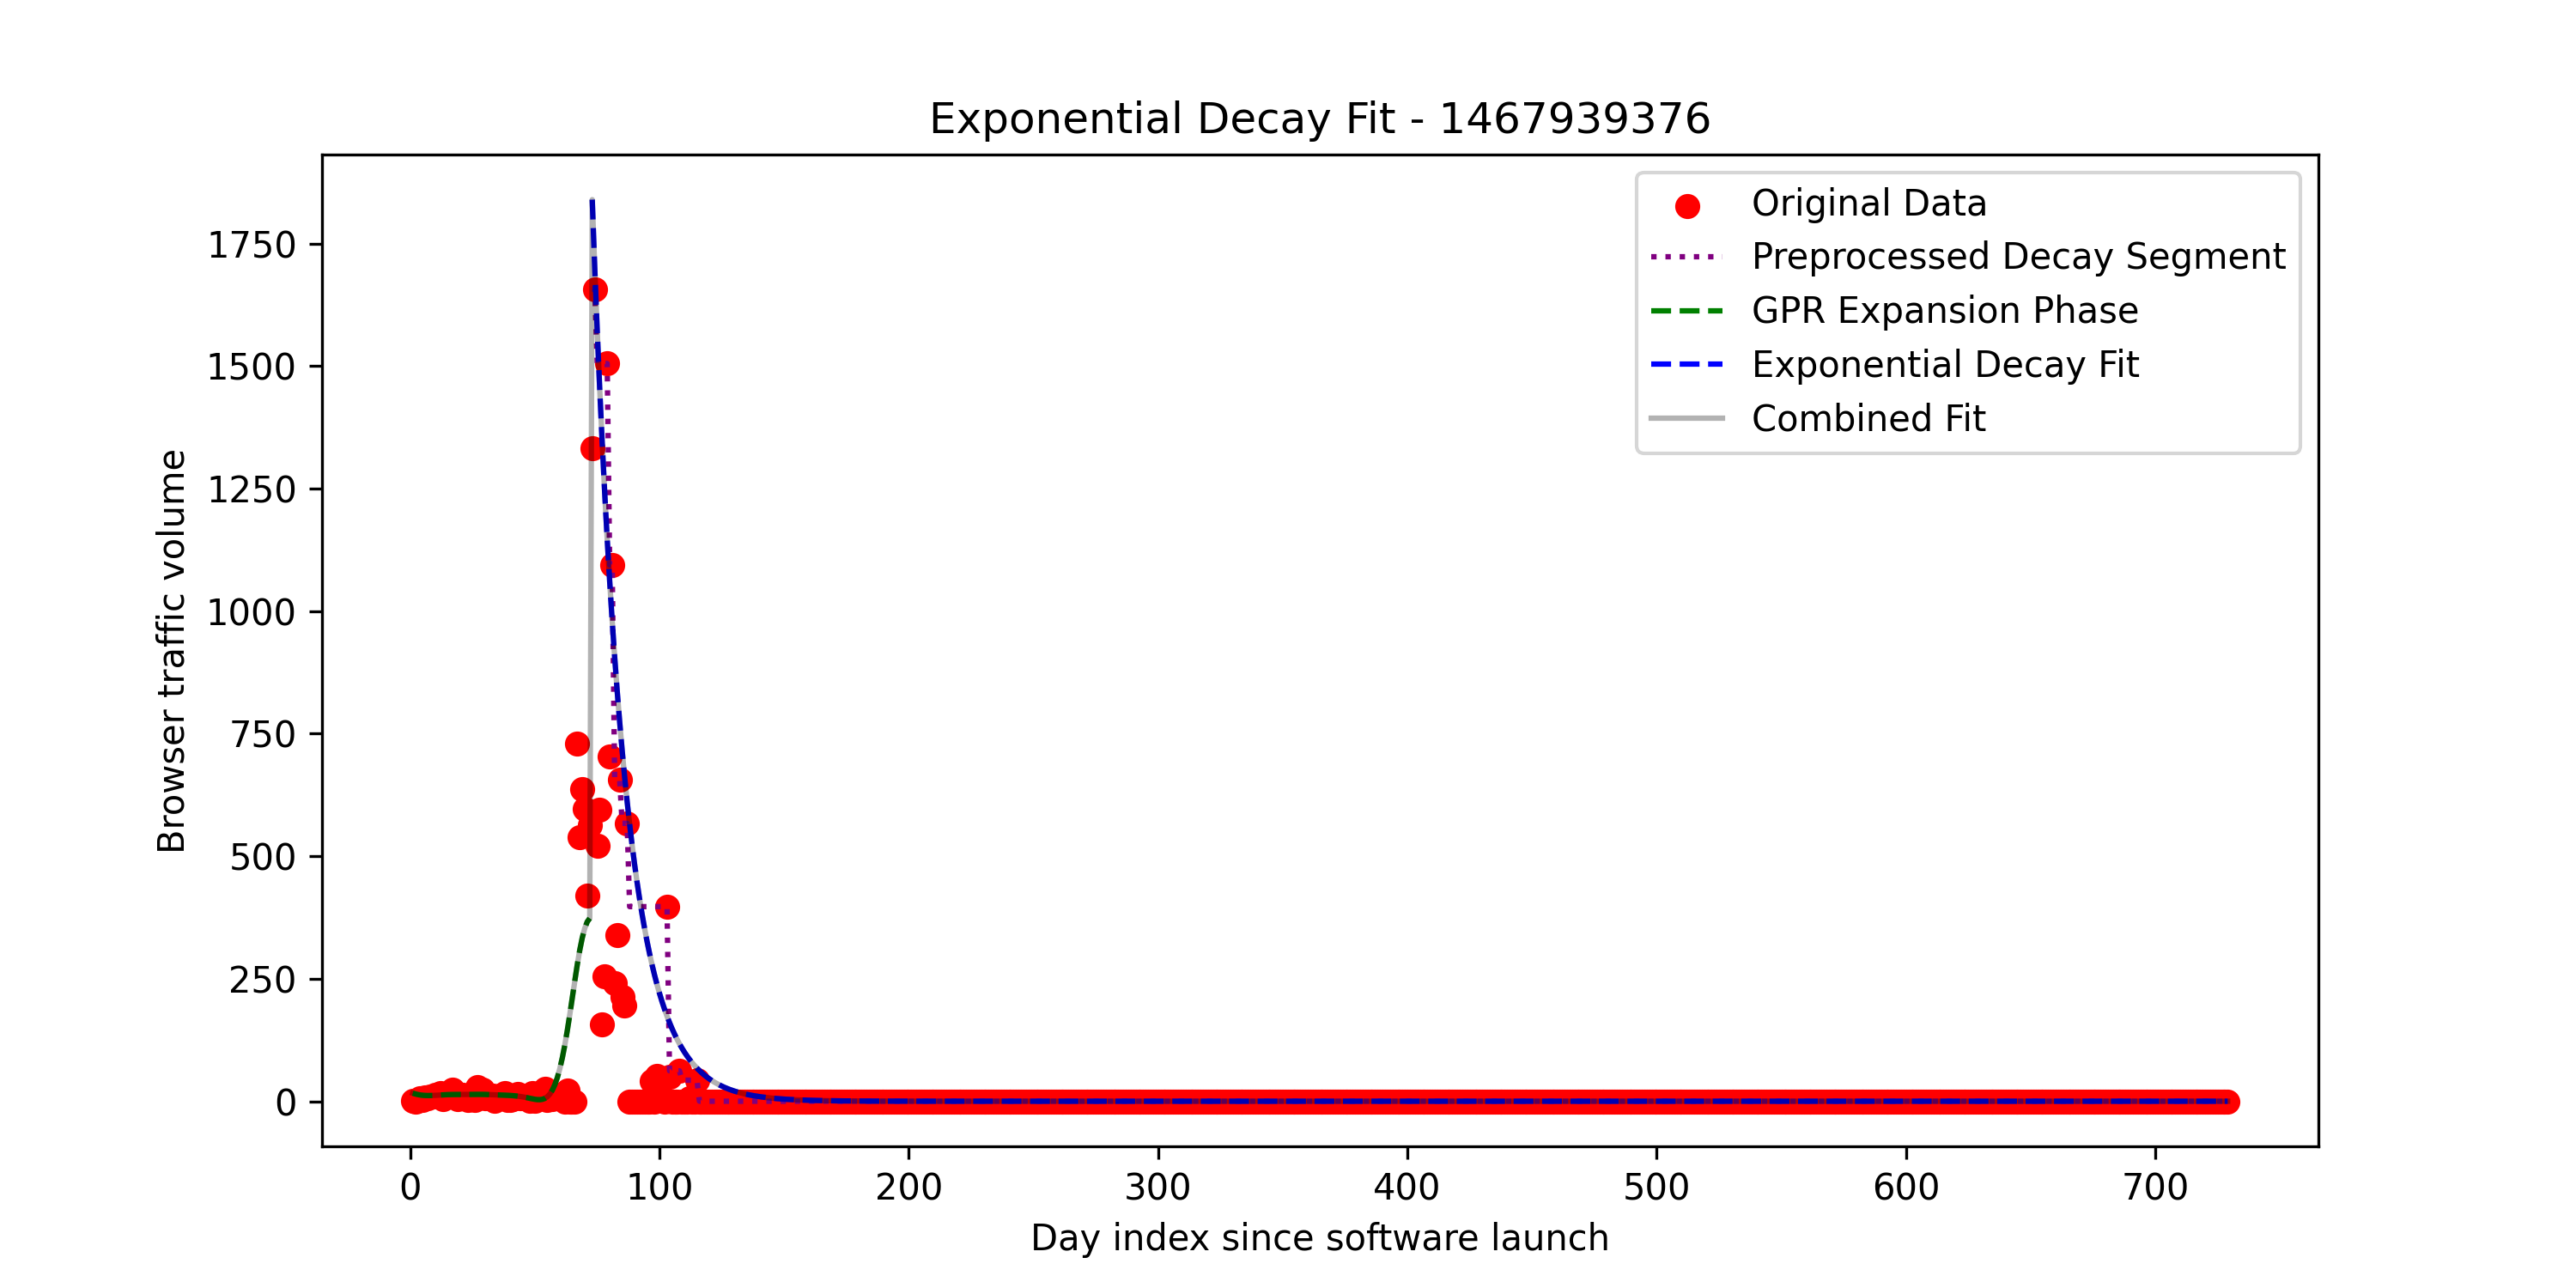 Exponential Decay Fit - 1467939376
Original Data
Preprocessed Decay Segment
GPR Expansion Phase
Exponential Decay Fit
Combined Fit
Browser traffic volume
1750
1500
1250
1000
750
500
250
0
0 100 200 300 400 500 600 700
Day index since software launch